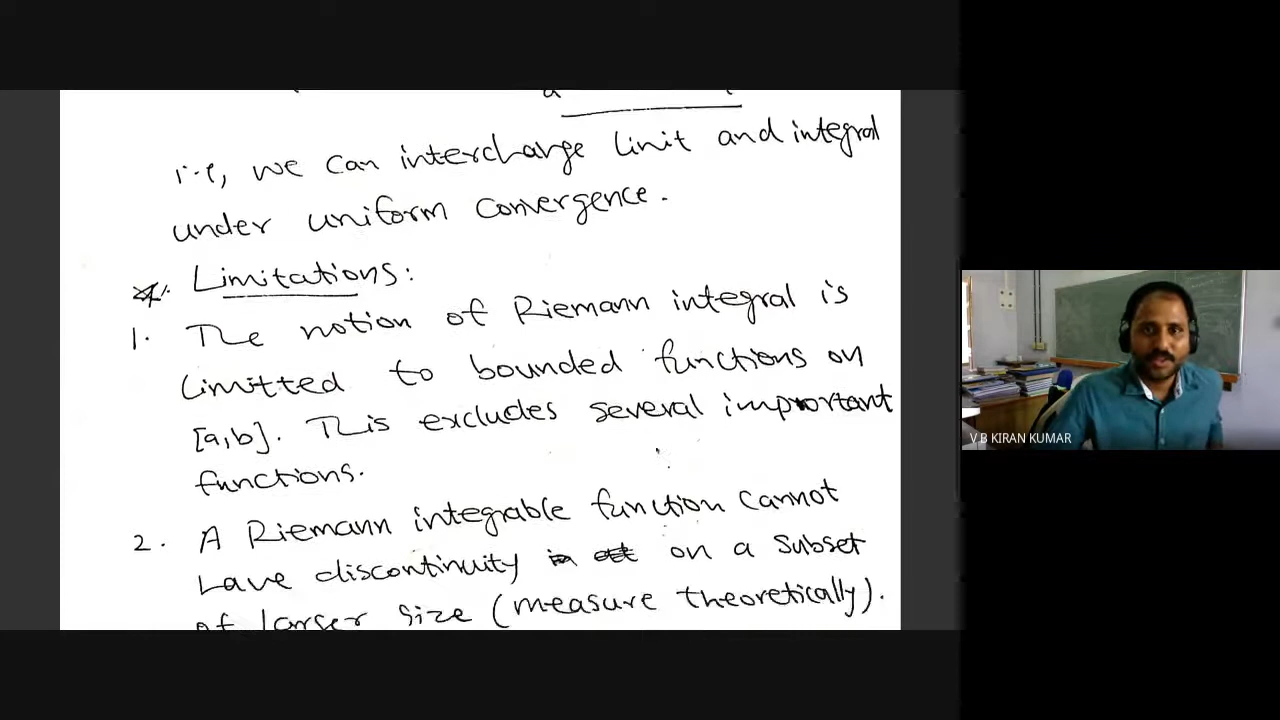 i.e, we can interchange limit and integral
under uniform convergence.
Limitations:
1. The notion of Riemann integral is
Limitted to bounded functions on
[a,b]. This excludes several important
functions.
2. A Riemann integrable function cannot
have discontinuity on a subset
of larger size (measure theoretically).
V B KIRAN KUMAR